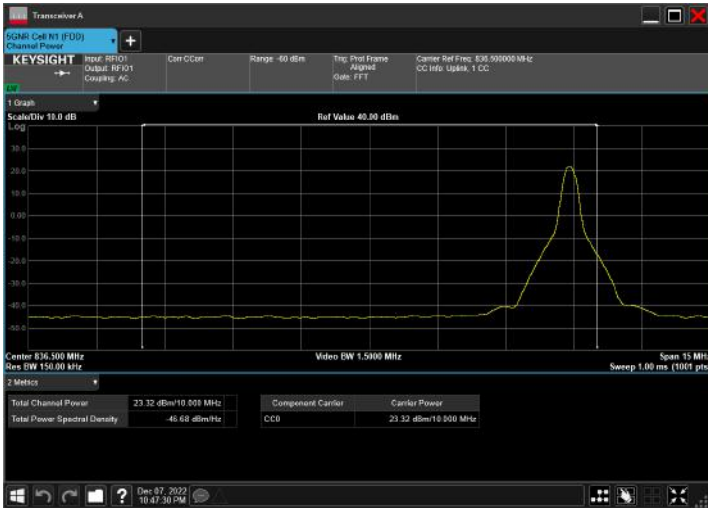 Transceiver A
5GNR Cell N1 (FDD)
Channel Power
KEYSIGHT
Input: RFIO1
Output: RFIO1
Coupling: AC
Corr CCorr
Range: -60 dBm
Trig: Prot Frame
Aligned
Gate: FFT
Carrier Ref Freq: 836.500000 MHz
CC Info: Uplink, 1 CC
1 Graph
Scale/Div 10.0 dB
Ref Value 40.00 dBm
Log
30.0
20.0
10.0
0.00
-10.0
-20.0
-30.0
-40.0
-50.0
Center 836.500 MHz
Video BW 1.5000 MHz
Span 15 MHz
Res BW 150.00 kHz
Sweep 1.00 ms (1001 pts)
2 Metrics
Total Channel Power 23.32 dBm/10.000 MHz
Total Power Spectral Density -46.68 dBm/Hz
Component Carrier Carrier Power
CC0 23.32 dBm/10.000 MHz
Dec 07, 2022
10:47:30 PM